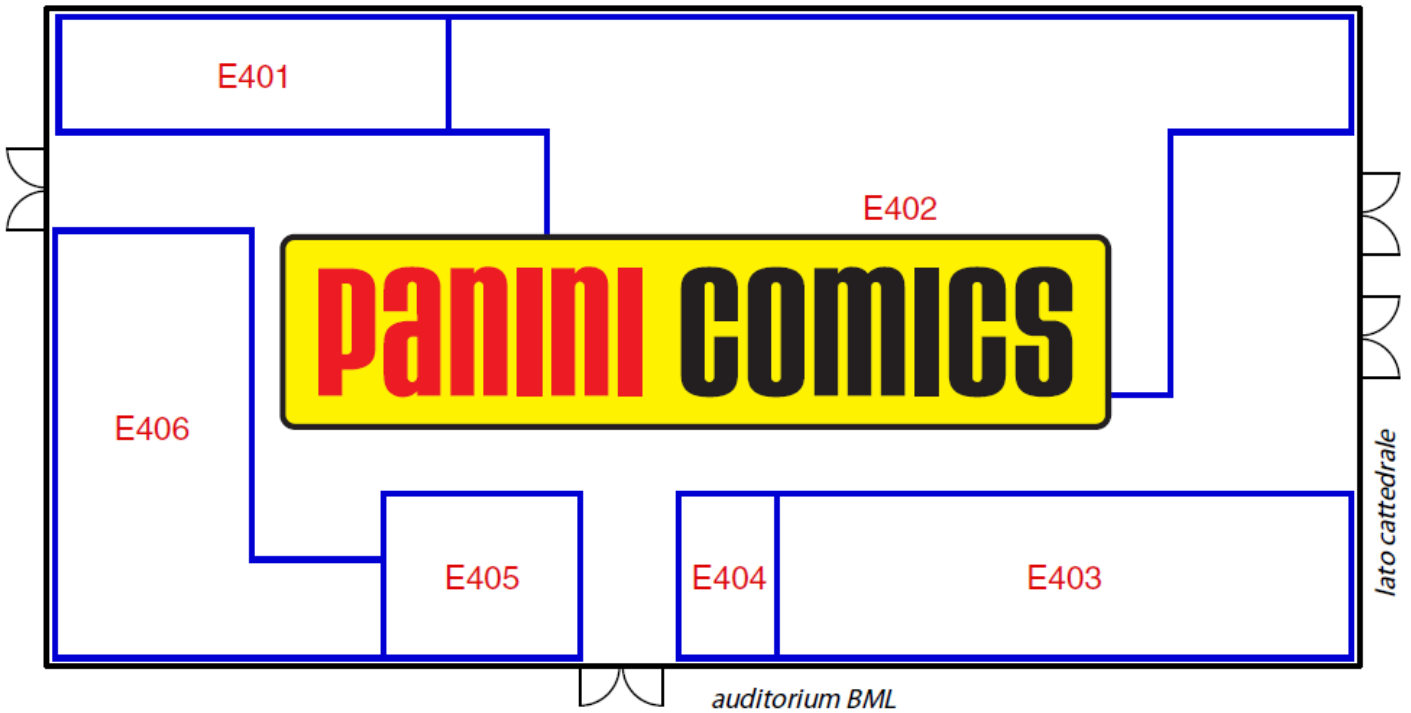 E401
E402
PANINI COMICS
E406
E405
E404
E403
lato cattedrale
auditorium BML